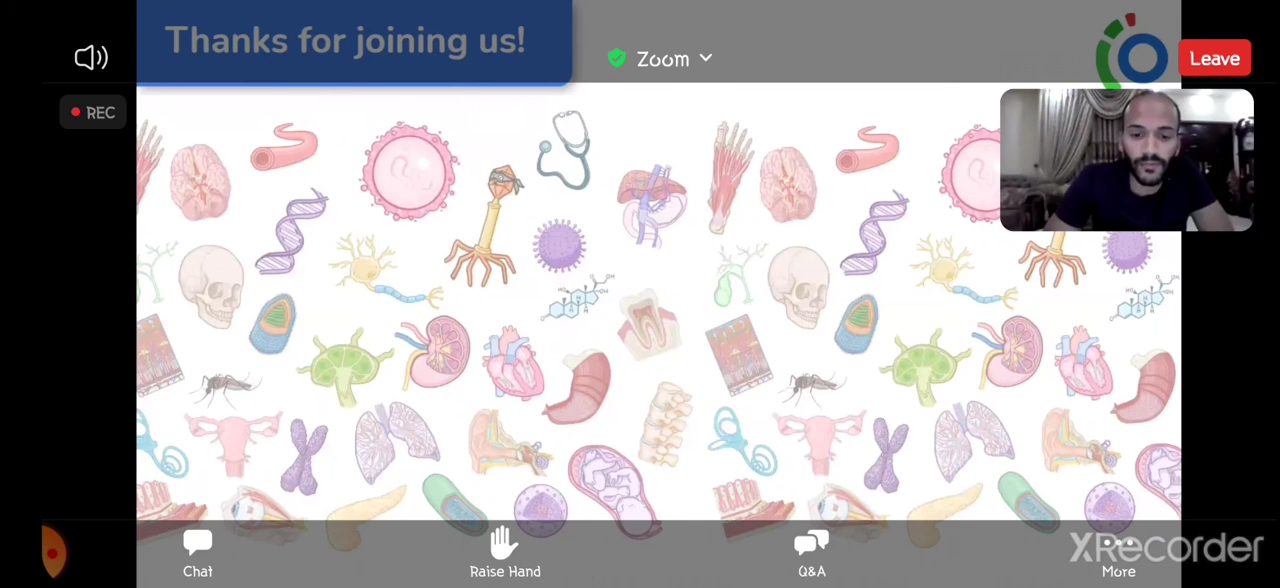 Thanks for joining us!
Zoom
Leave
REC
Chat
Raise Hand
Q&A
More
XRecorder